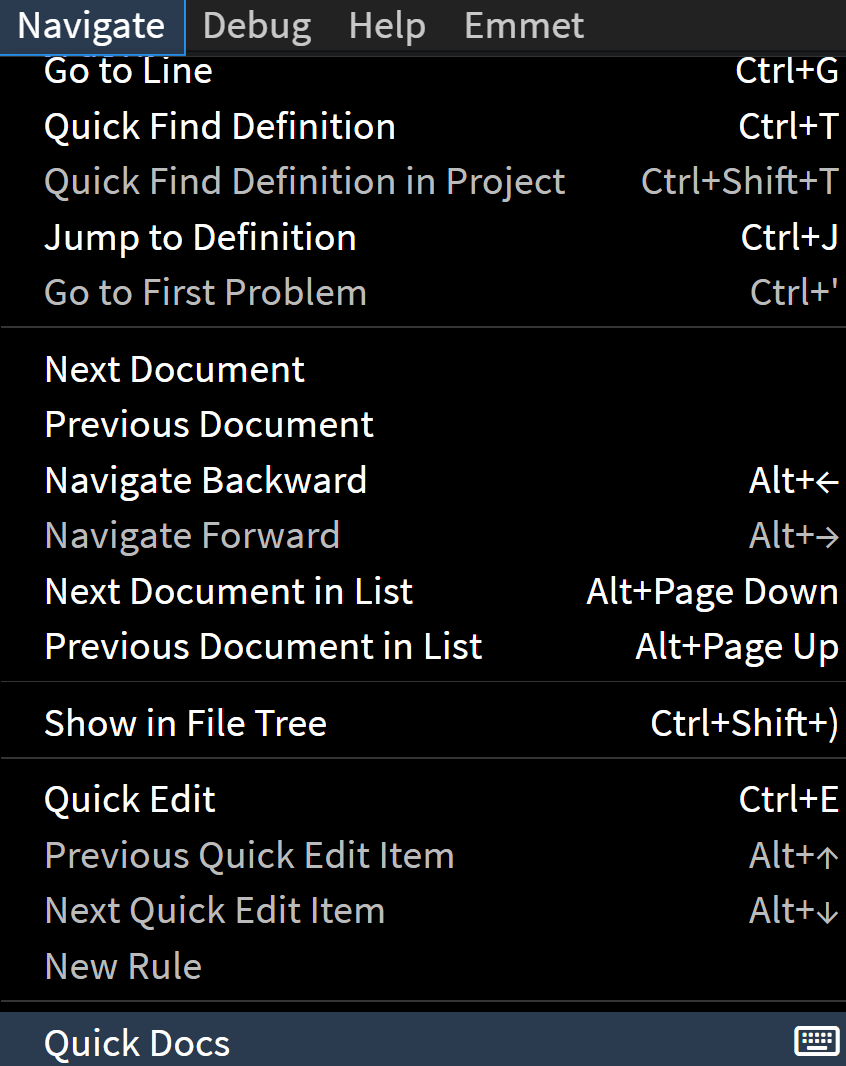 Navigate Debug Help Emmet
Go to Line Ctrl+G
Quick Find Definition Ctrl+T
Quick Find Definition in Project Ctrl+Shift+T
Jump to Definition Ctrl+J
Go to First Problem Ctrl+'
Next Document
Previous Document
Navigate Backward Alt+←
Navigate Forward Alt+→
Next Document in List Alt+Page Down
Previous Document in List Alt+Page Up
Show in File Tree Ctrl+Shift+)
Quick Edit Ctrl+E
Previous Quick Edit Item Alt+↑
Next Quick Edit Item Alt+↓
New Rule
Quick Docs